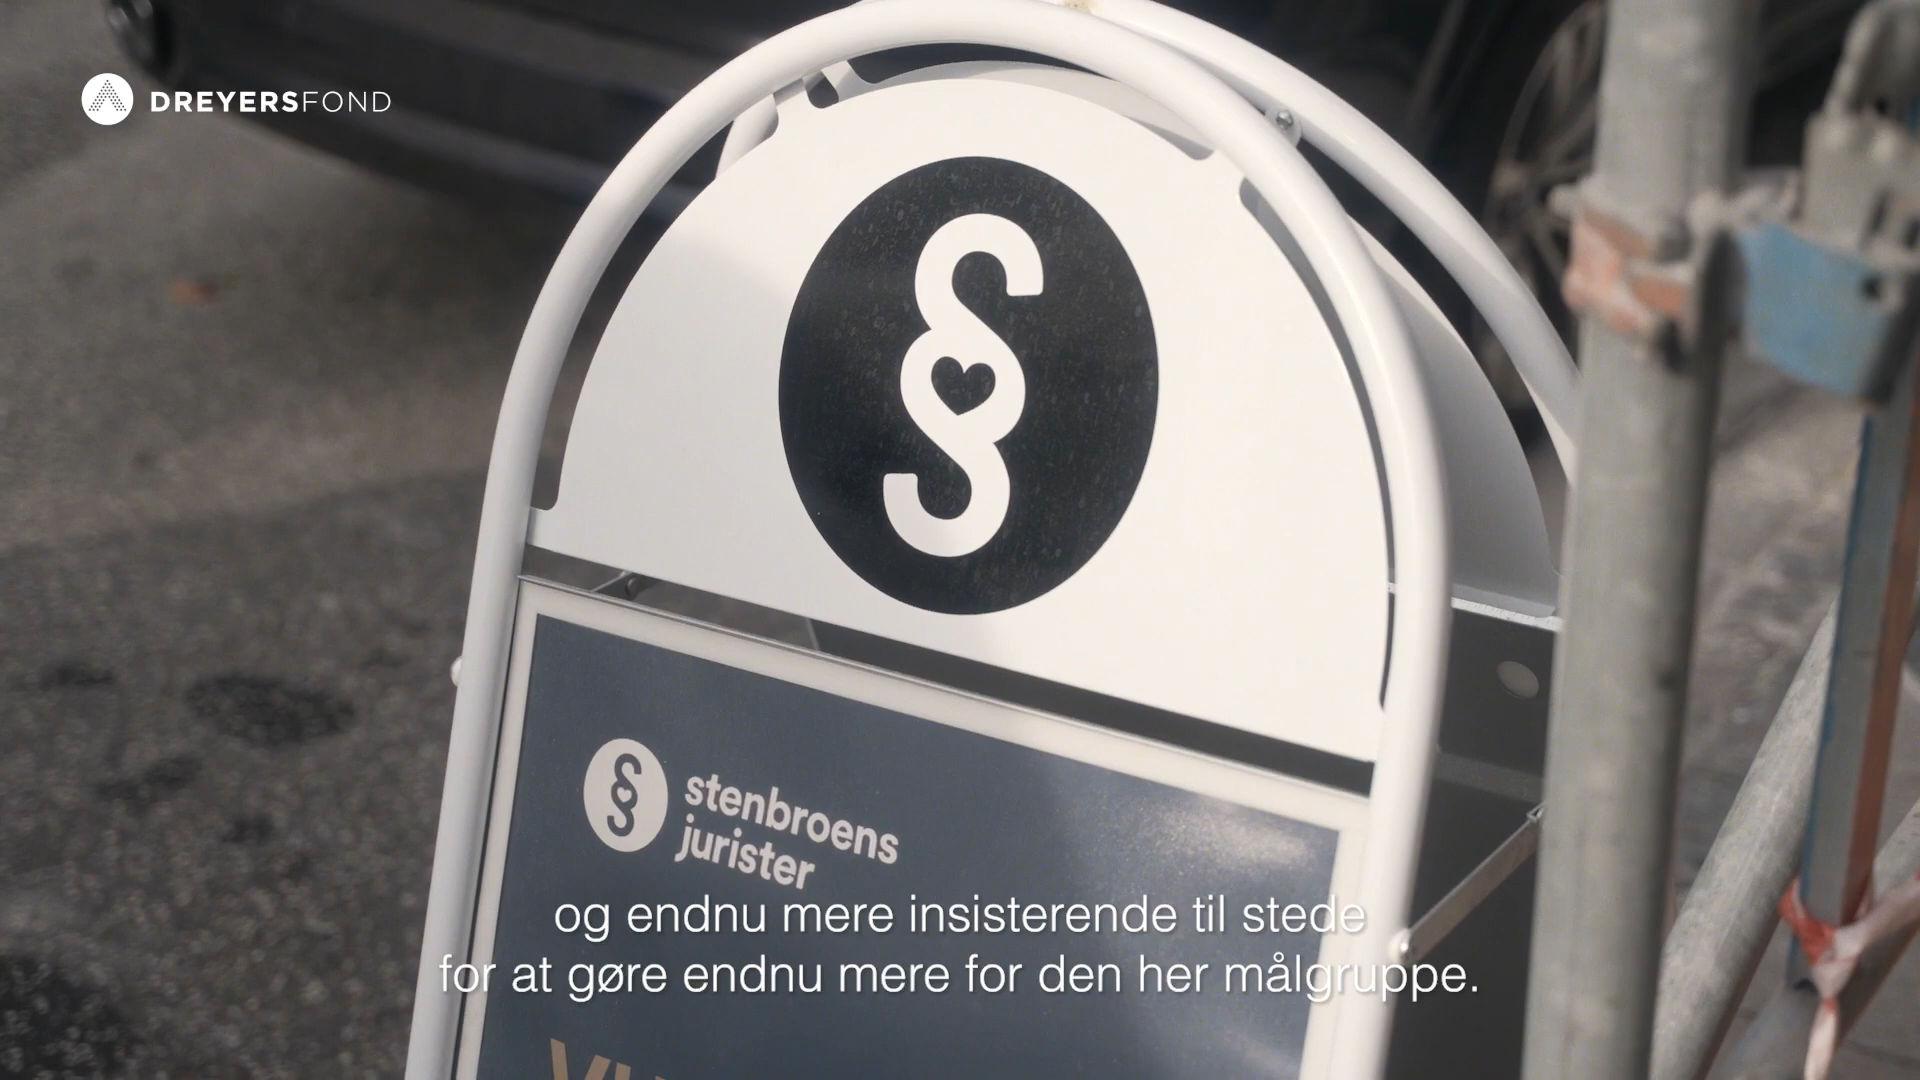 DREYERSFOND
§
§ stenbroens
jurister
og endnu mere insisterende til stede
for at gøre endnu mere for den her målgruppe.